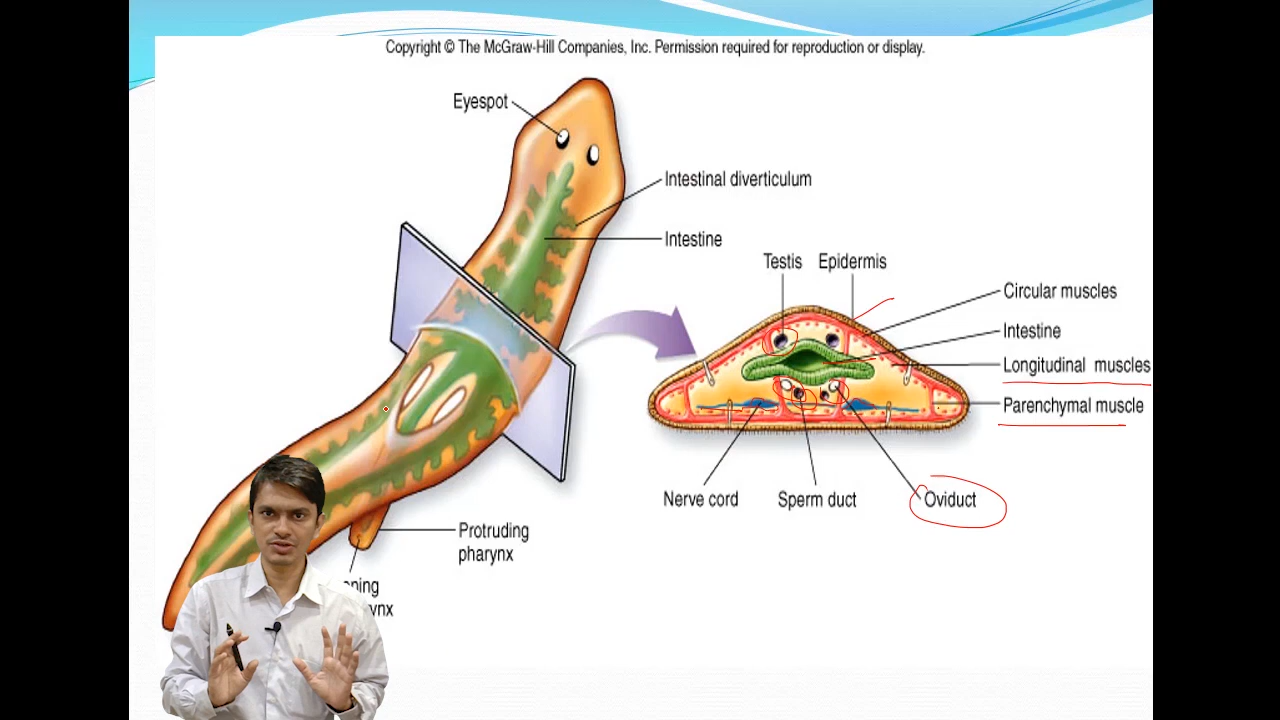 Copyright © The McGraw-Hill Companies, Inc. Permission required for reproduction or display.
Eyespot
Intestinal diverticulum
Intestine
Testis
Epidermis
Circular muscles
Intestine
Longitudinal muscles
Parenchymal muscle
Nerve cord
Sperm duct
Oviduct
Protruding
pharynx